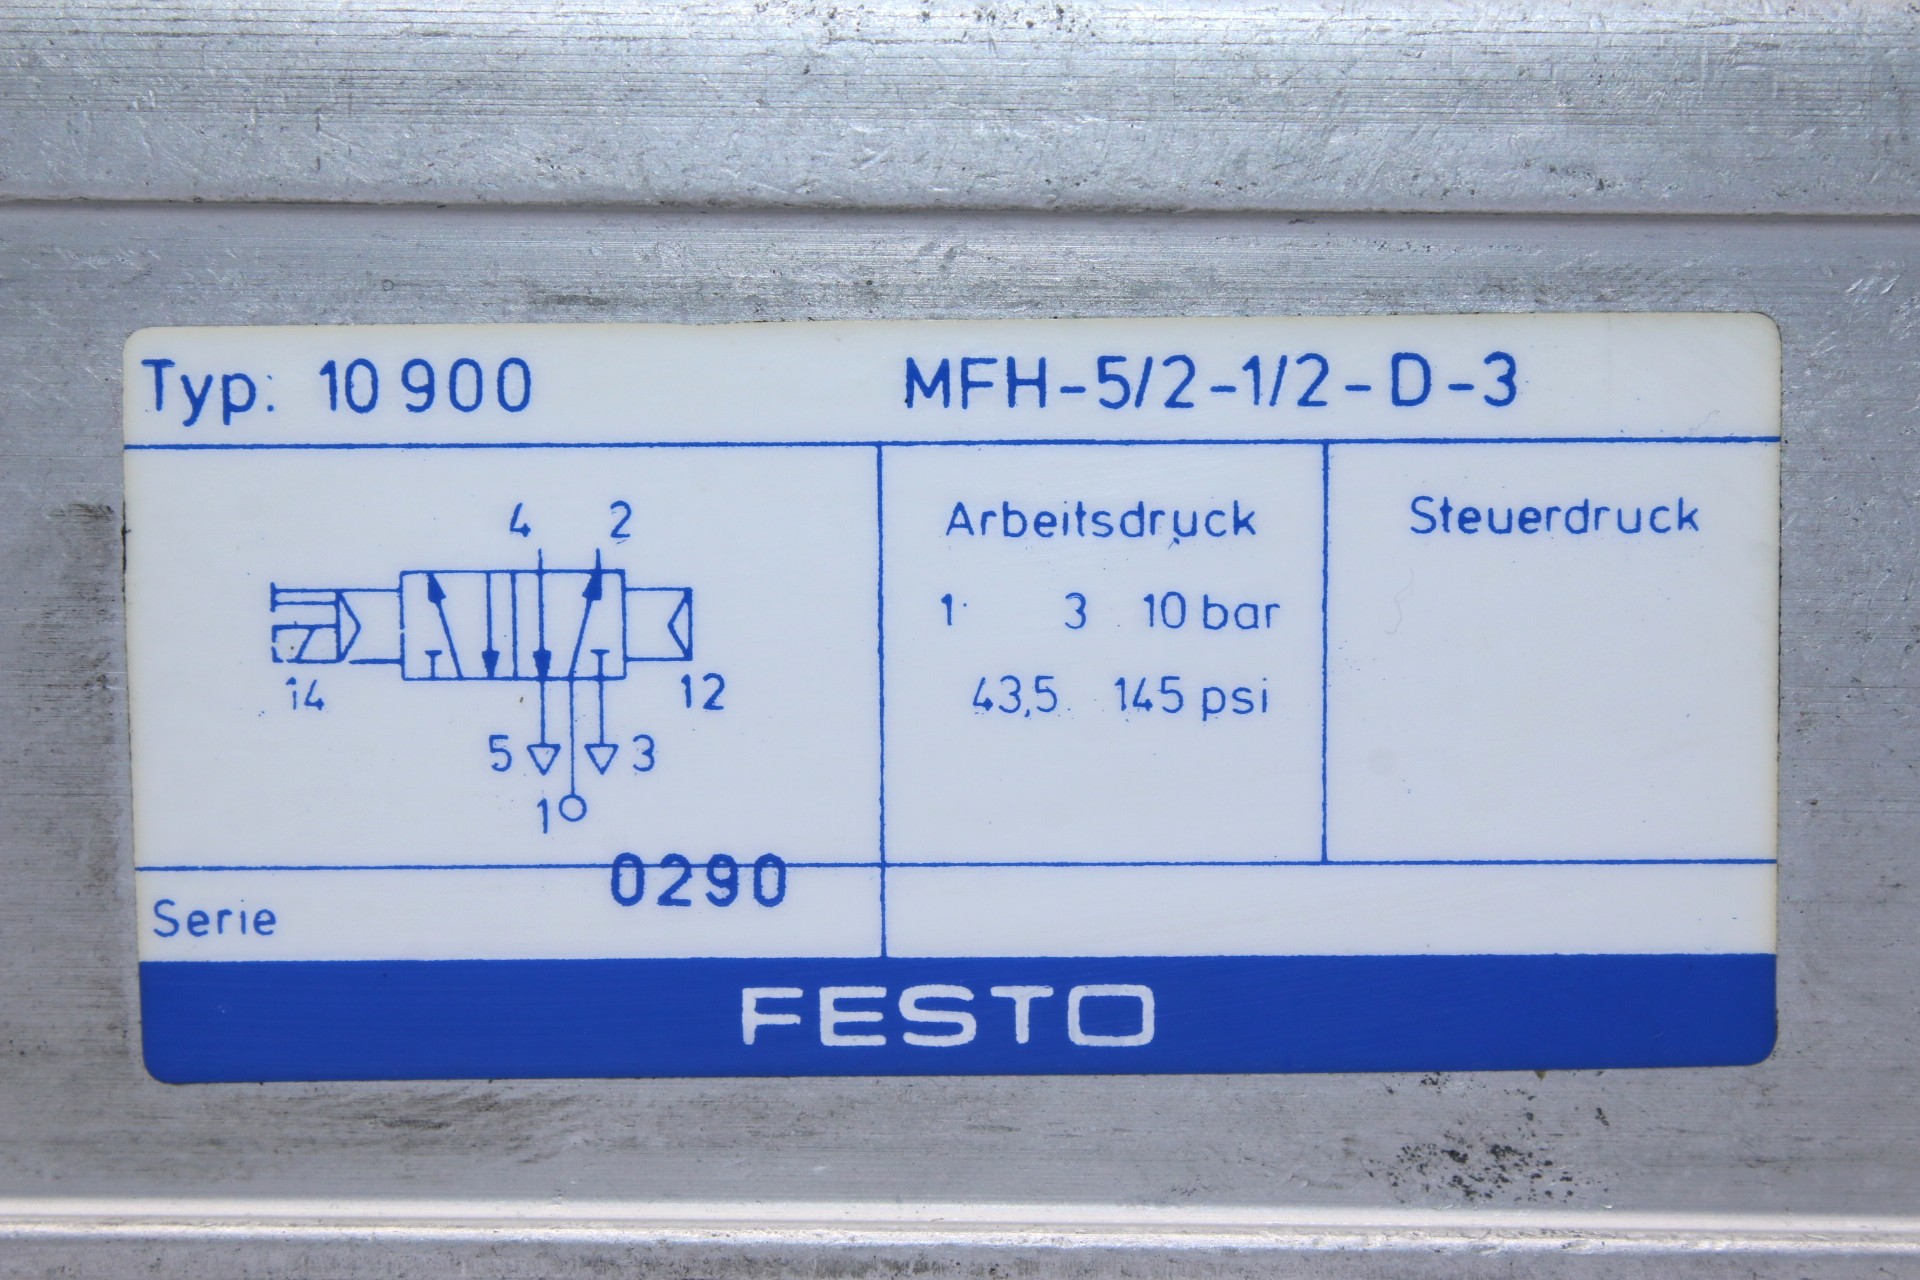 Typ: 10 900 MFH-5/2-1/2-D-3
4 2
14 12
5 3
1
Arbeitsdruck
1 3 10 bar
43,5 145 psi
Steuerdruck
Serie 0290
FESTO